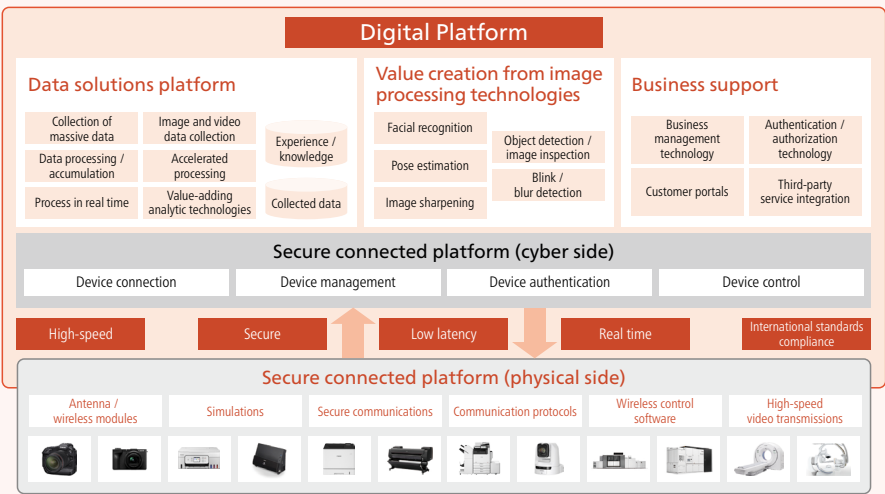 Digital Platform
Data solutions platform
Collection of
massive data
Image and video
data collection
Data processing /
accumulation
Accelerated
processing
Process in real time
Value-adding
analytic technologies
Experience /
knowledge
Collected data
Value creation from image
processing technologies
Facial recognition
Pose estimation
Image sharpening
Object detection /
image inspection
Blink /
blur detection
Business support
Business
management
technology
Authentication /
authorization
technology
Customer portals
Third-party
service integration
Secure connected platform (cyber side)
Device connection
Device management
Device authentication
Device control
High-speed
Secure
Low latency
Real time
International standards
compliance
Secure connected platform (physical side)
Antenna /
wireless modules
Simulations
Secure communications
Communication protocols
Wireless control
software
High-speed
video transmissions